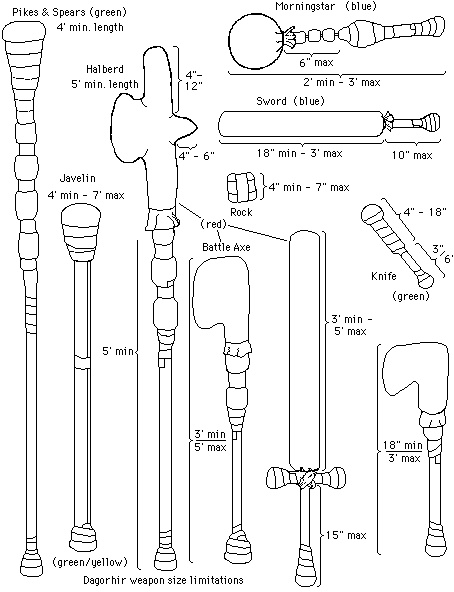 Pikes & Spears (green)
4' min. length
Morningstar (blue)
6" max
2' min - 3' max
Halberd
5' min. length
4"-
12"
4" - 6"
Sword (blue)
18" min - 3' max
10" max
Javelin
4' min - 7' max
4" min - 7" max
Rock
(red)
Battle Axe
4" - 18"
3"/6'
Knife
(green)
3' min -
5' max
5' min
3' min
5' max
18" min
3' max
15" max
(green/yellow)
Dagorhir weapon size limitations